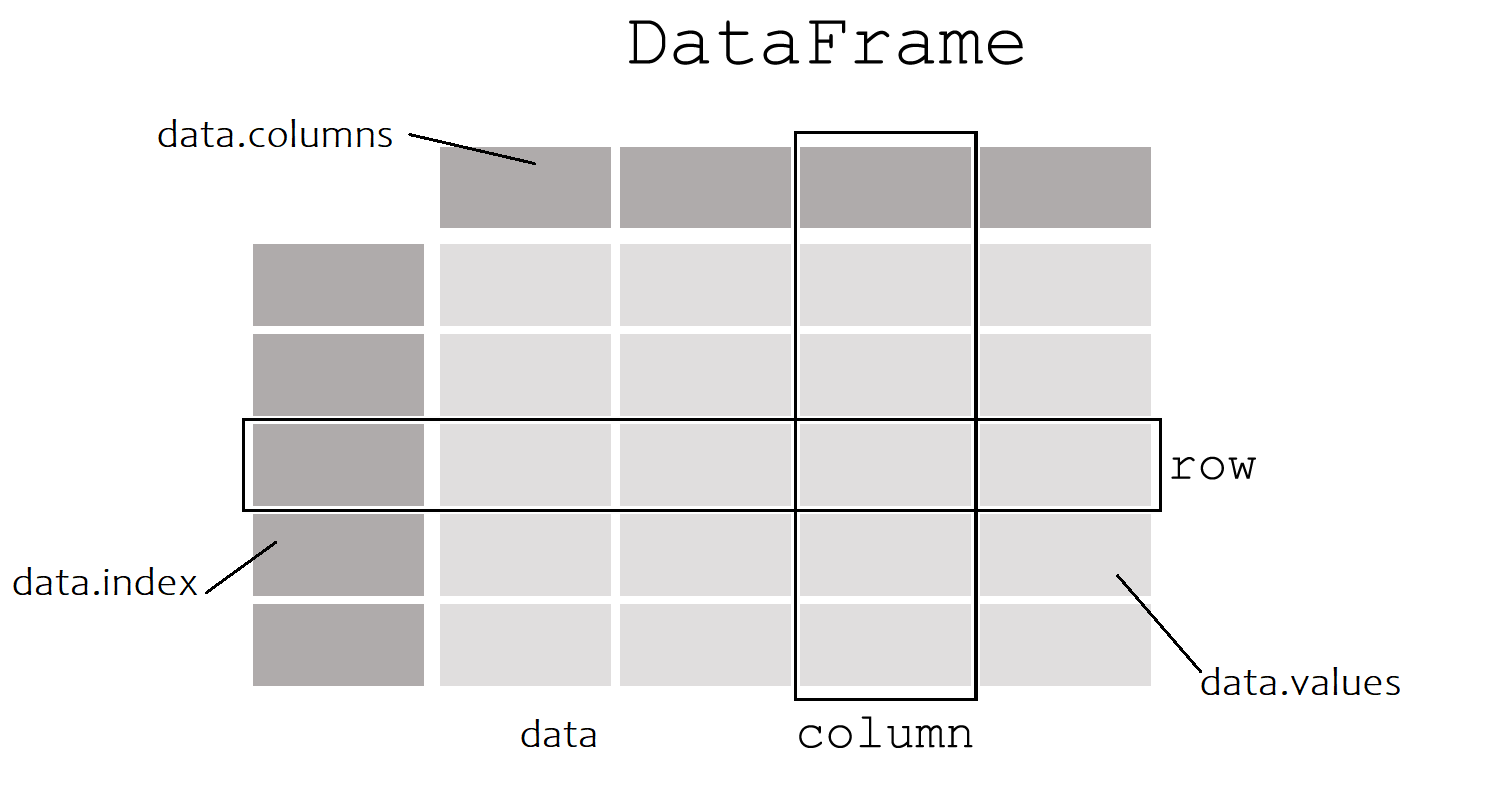 DataFrame
data.columns
row
data.index
data.values
data
column